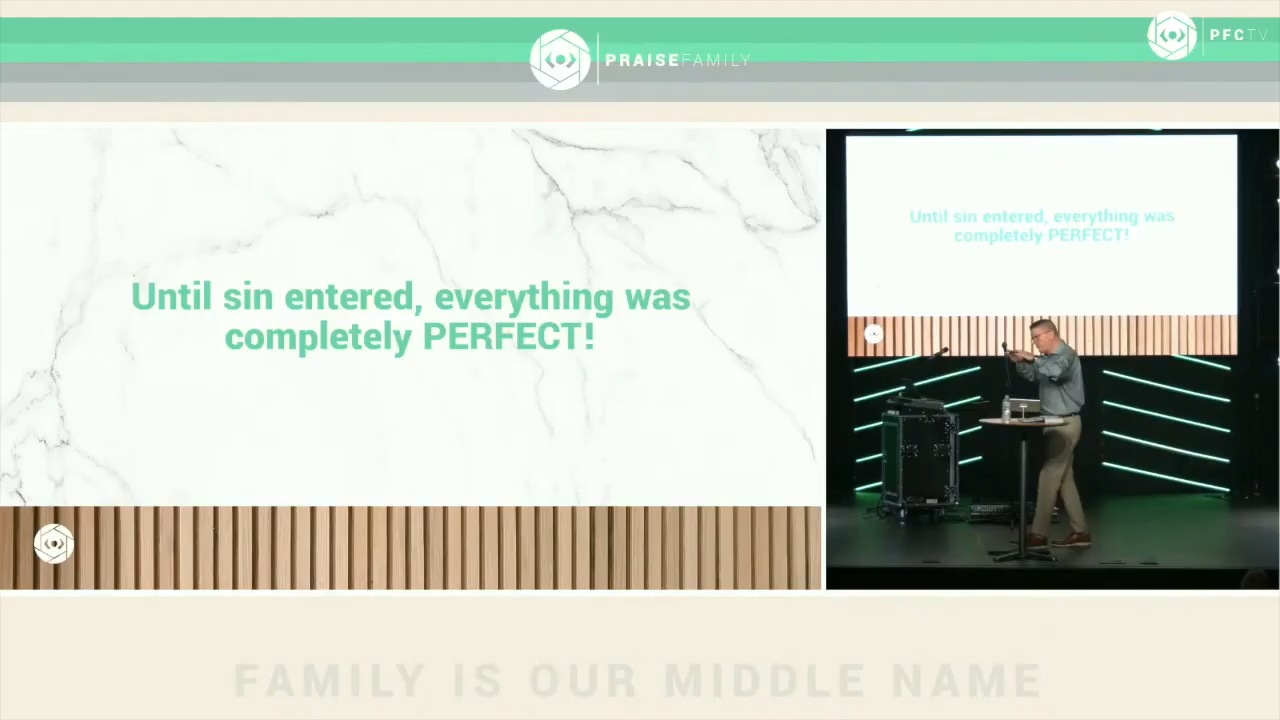 PRAISEFAMILY
PFCTV
Until sin entered, everything was
completely PERFECT!
Until sin entered, everything was
completely PERFECT!
FAMILY IS OUR MIDDLE NAME